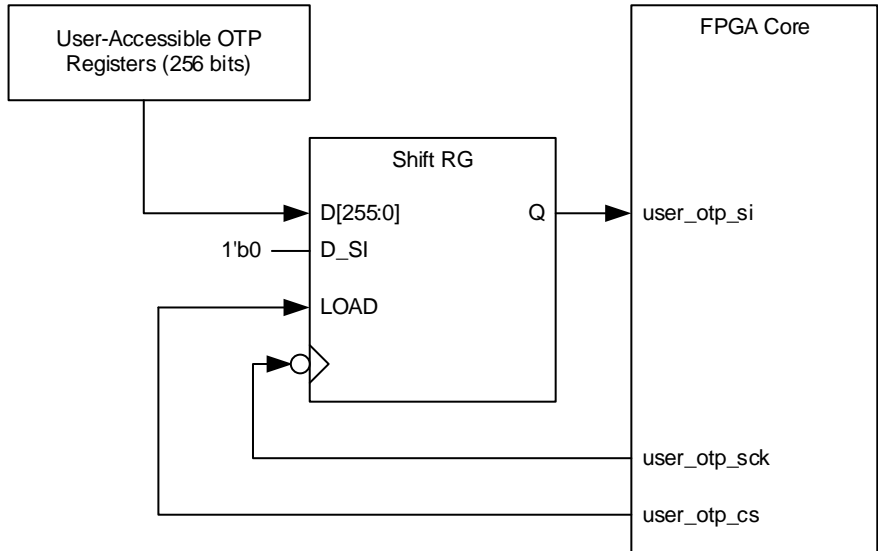 User-Accessible OTP
Registers (256 bits)
FPGA Core
Shift RG
D[255:0]
Q
user_otp_si
1'b0
D_SI
LOAD
user_otp_sck
user_otp_cs